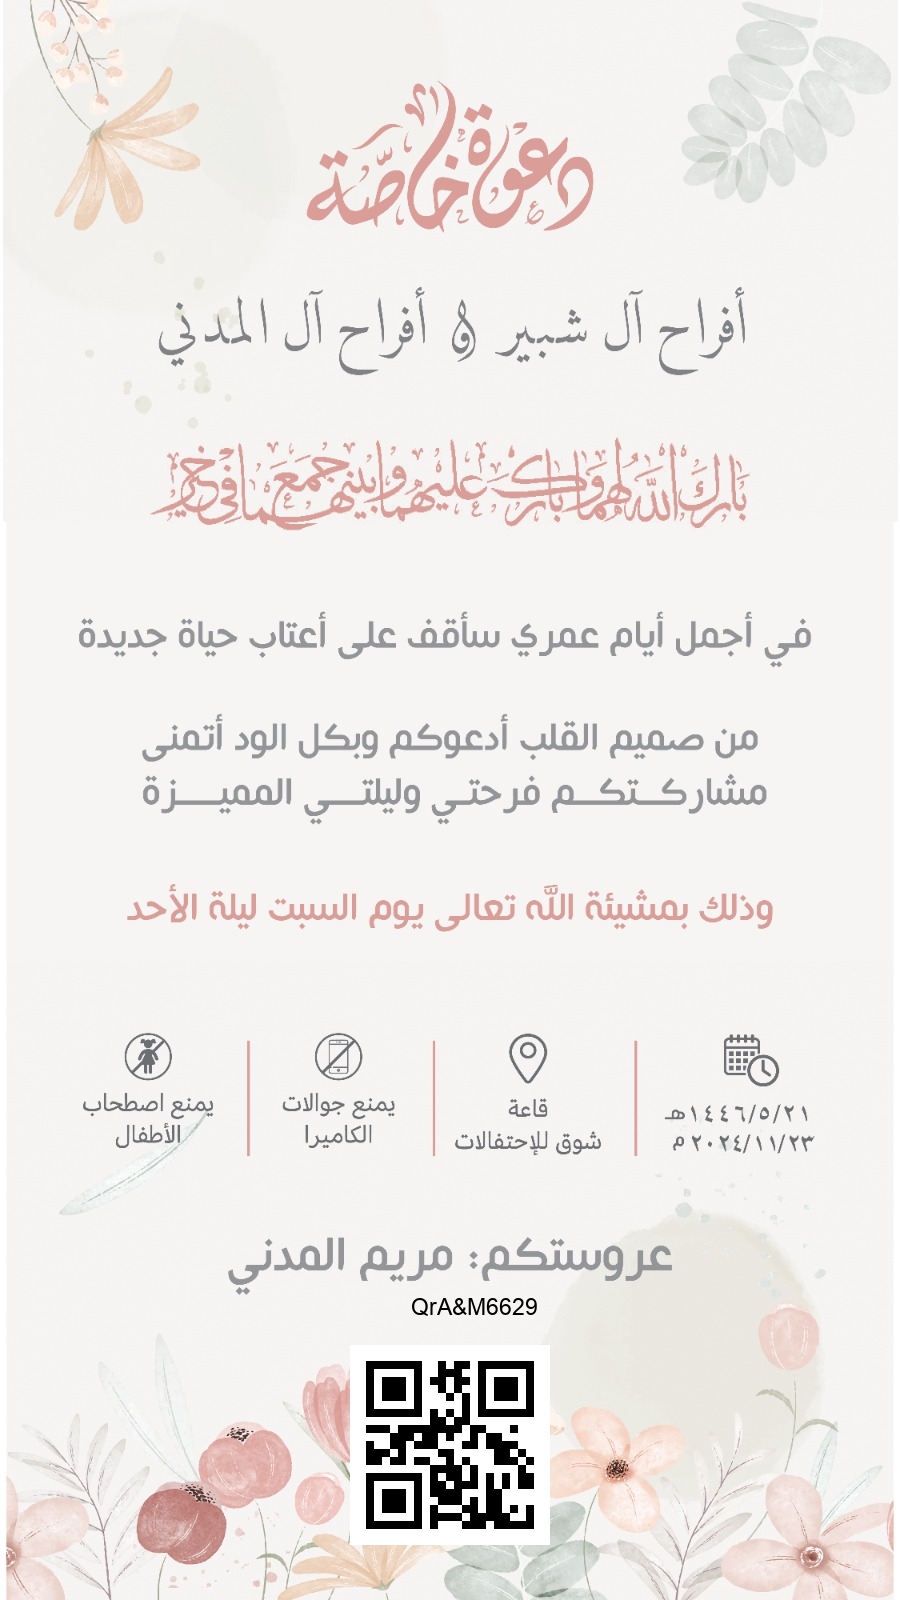 دعوة خاصّة
أفراح آل شبير و أفراح آل المدني
بَارك الله لهما وبارك عليهما وجمع بينهما في خير
في أجمل أيام عمري سأقف على أعتاب حياة جديدة
من صميم القلب أدعوكم وبكل الود أتمنى
مشاركـتكـم فرحتـي وليلتـي المميـزة
وذلك بمشيئة الله تعالى يوم السبت ليلة الأحد
١٤٤٦/٥/٢١هـ
٢٠٢٤/١١/٢٣ م
قاعة
شوق للإحتفالات
يمنع جوالات
الكاميرا
يمنع اصطحاب
الأطفال
عروستكم: مريم المدني
QrA&M6629